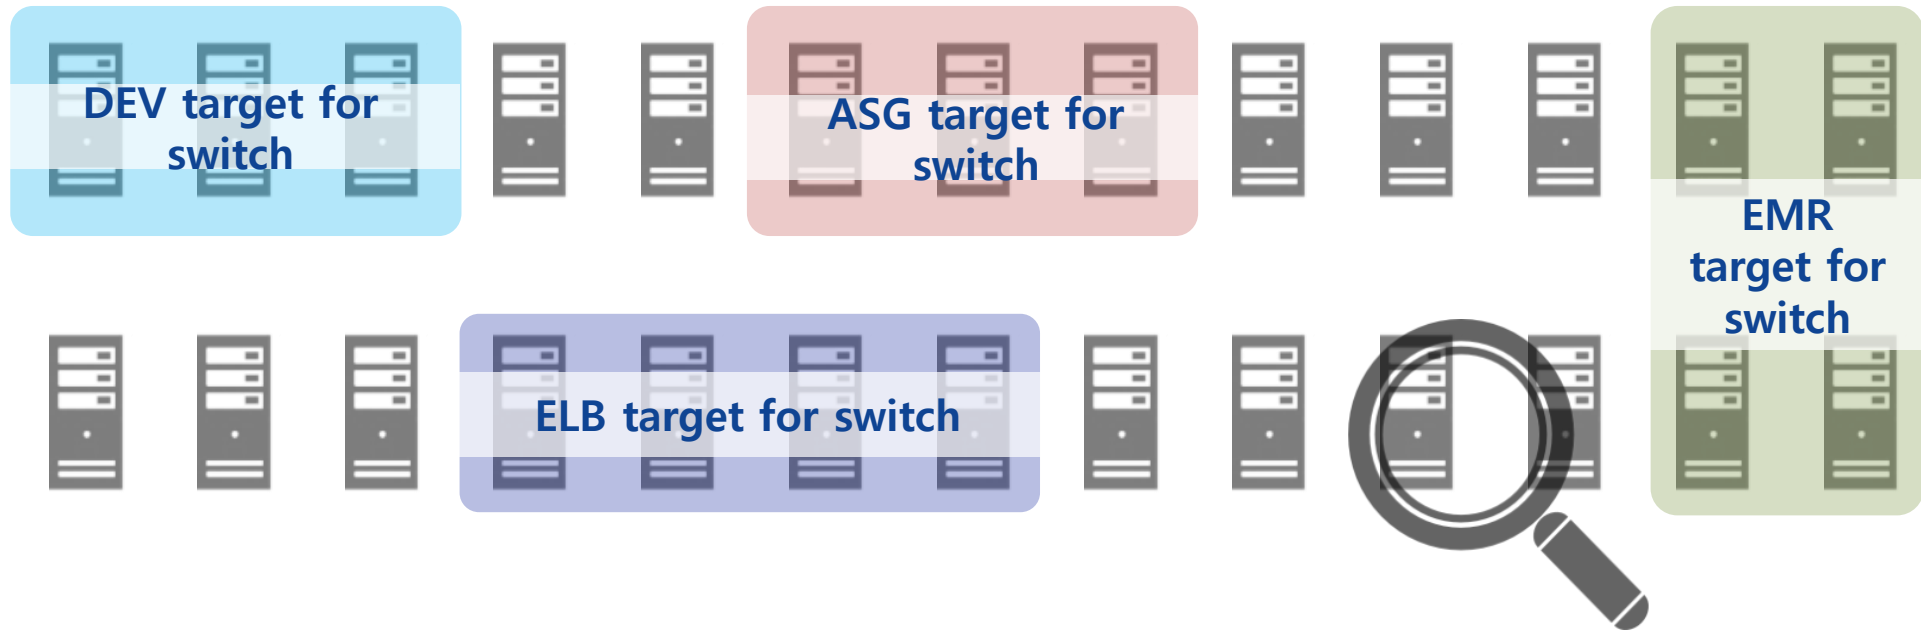 DEV target for
switch
ASG target for
switch
EMR
target for
switch
ELB target for switch